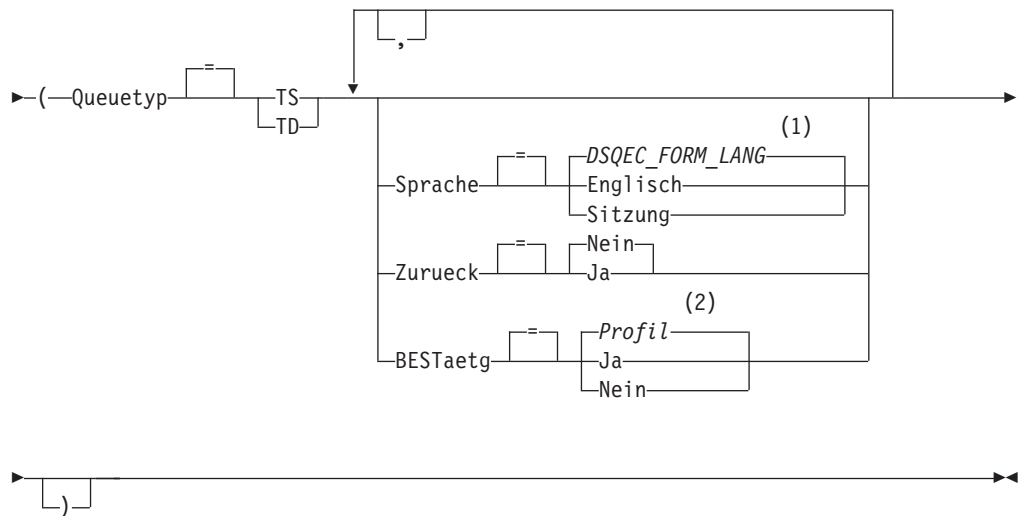 ,
( Queuetyp = TS
TD
(1)
Sprache = DSQEC_FORM_LANG
Englisch
Sitzung
Zurueck = Nein
Ja
(2)
BESTaetg = Profil
Ja
Nein
)